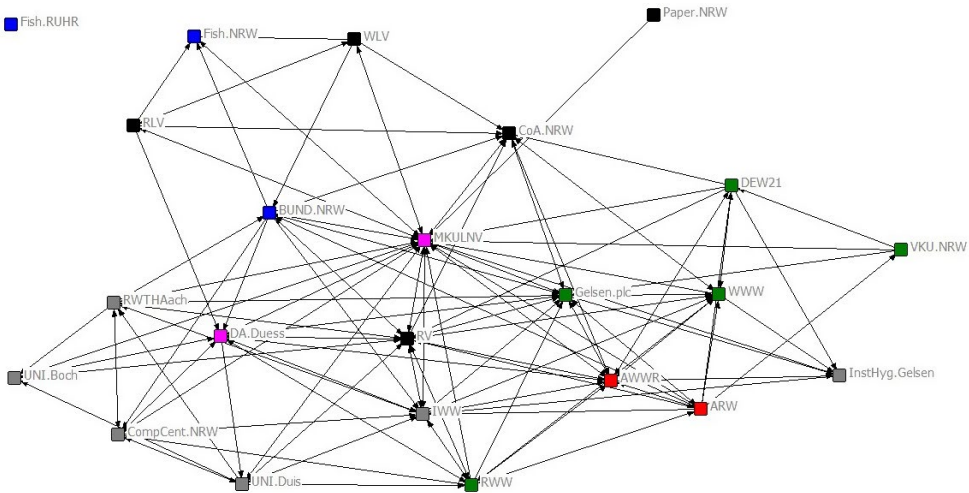 Fish.RUHR
Paper.NRW
Fish.NRW
WLV
RLV
CoA.NRW
DEW21
BUND.NRW
MKULNV
VKU.NRW
Gelsen.plc
WWW
RWTHAach
DA.Duess
RV
UNI.Boch
AWWR
InstHyg.Gelsen
ARW
IWW
CompCent.NRW
UNI.Duis
RWW